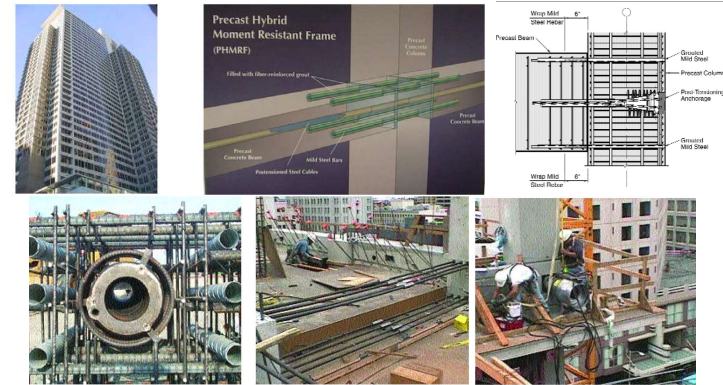 Precast Hybrid
Moment Resistant Frame
(PHMRF)
Precast
Concrete
Column
Filled with fiber-reinforced grout
Precast
Concrete Beam
Precast
Concrete Beam
Mild Steel Bars
Posttensioned Steel Cables
Wrap Mild
Steel Rebar
6"
Precast Beam
Grouted
Mild Steel
Precast Column
Post-Tensioning
Anchorage
Grouted
Mild Steel
Wrap Mild
Steel Rebar
6"